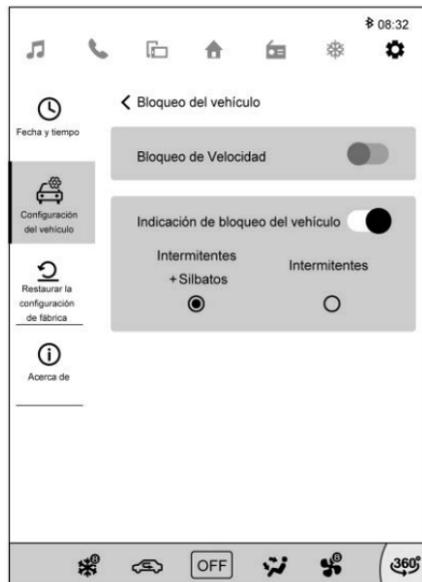 08:32
Bloqueo del vehículo
Fecha y tiempo
Bloqueo de Velocidad
Configuración
del vehículo
Indicación de bloqueo del vehículo
Intermitentes
+Silbatos
Intermitentes
Restaurar la
configuración
de fábrica
Acerca de
OFF
360°